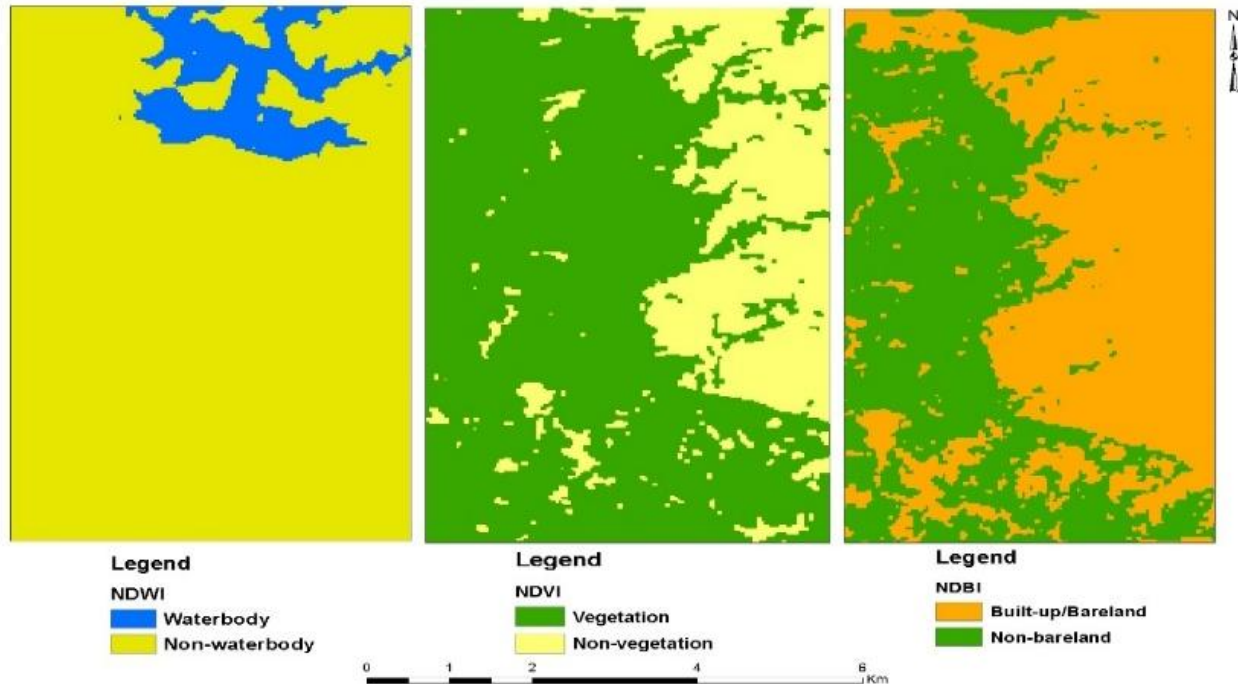 N
Legend
NDWI
Waterbody
Non-waterbody
Legend
NDVI
Vegetation
Non-vegetation
Legend
NDBI
Built-up/Bareland
Non-bareland
0 1 2 4 6
Km